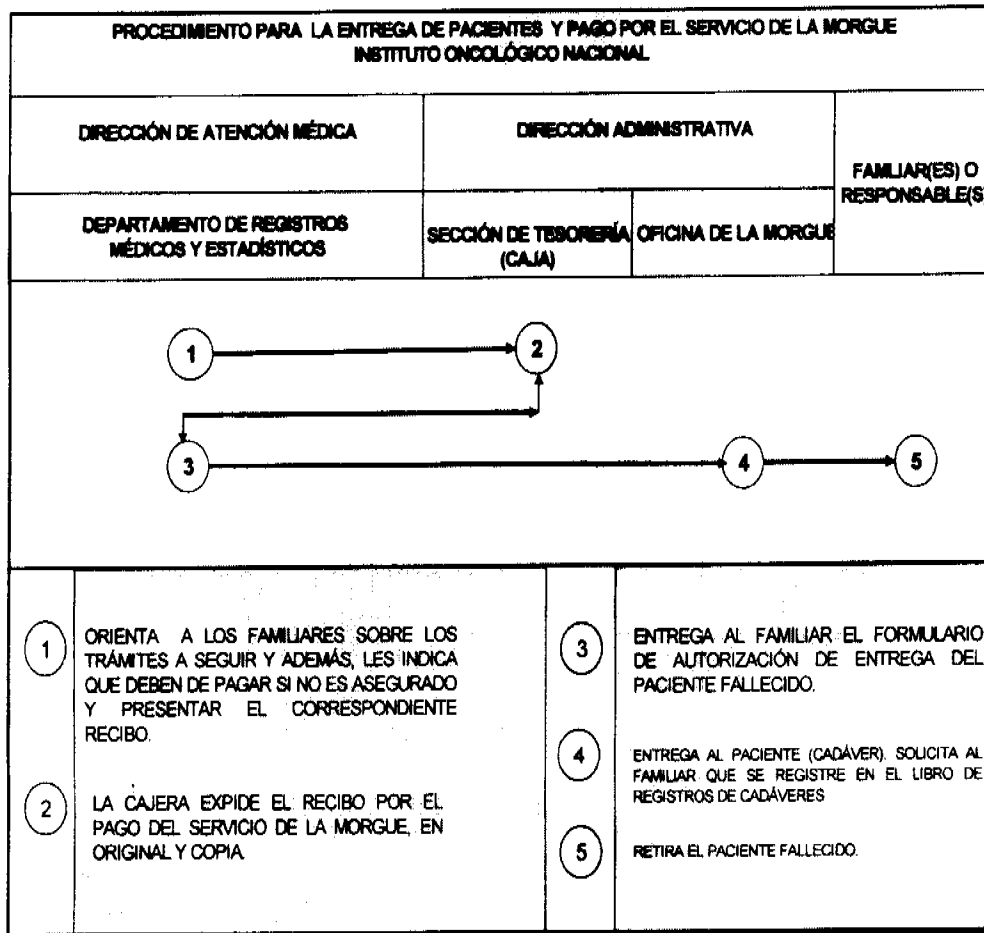 PROCEDIMIENTO PARA LA ENTREGA DE PACIENTES Y PAGO POR EL SERVICIO DE LA MORGUE
INSTITUTO ONCOLÓGICO NACIONAL
DIRECCIÓN DE ATENCIÓN MÉDICA
DIRECCIÓN ADMINISTRATIVA
FAMILIAR(ES) O
RESPONSABLE(S)
DEPARTAMENTO DE REGISTROS
MÉDICOS Y ESTADÍSTICOS
SECCIÓN DE TESORERÍA
(CAJA)
OFICINA DE LA MORGUE
1
2
3
4
5
1
ORIENTA A LOS FAMILIARES SOBRE LOS
TRÁMITES A SEGUIR Y ADEMÁS, LES INDICA
QUE DEBEN DE PAGAR SI NO ES ASEGURADO
Y PRESENTAR EL CORRESPONDIENTE
RECIBO.
2
LA CAJERA EXPIDE EL RECIBO POR EL
PAGO DEL SERVICIO DE LA MORGUE, EN
ORIGINAL Y COPIA.
3
ENTREGA AL FAMILIAR EL FORMULARIO
DE AUTORIZACIÓN DE ENTREGA DEL
PACIENTE FALLECIDO.
4
ENTREGA AL PACIENTE (CADÁVER). SOLICITA AL
FAMILIAR QUE SE REGISTRE EN EL LIBRO DE
REGISTROS DE CADÁVERES
5
RETIRA EL PACIENTE FALLECIDO.